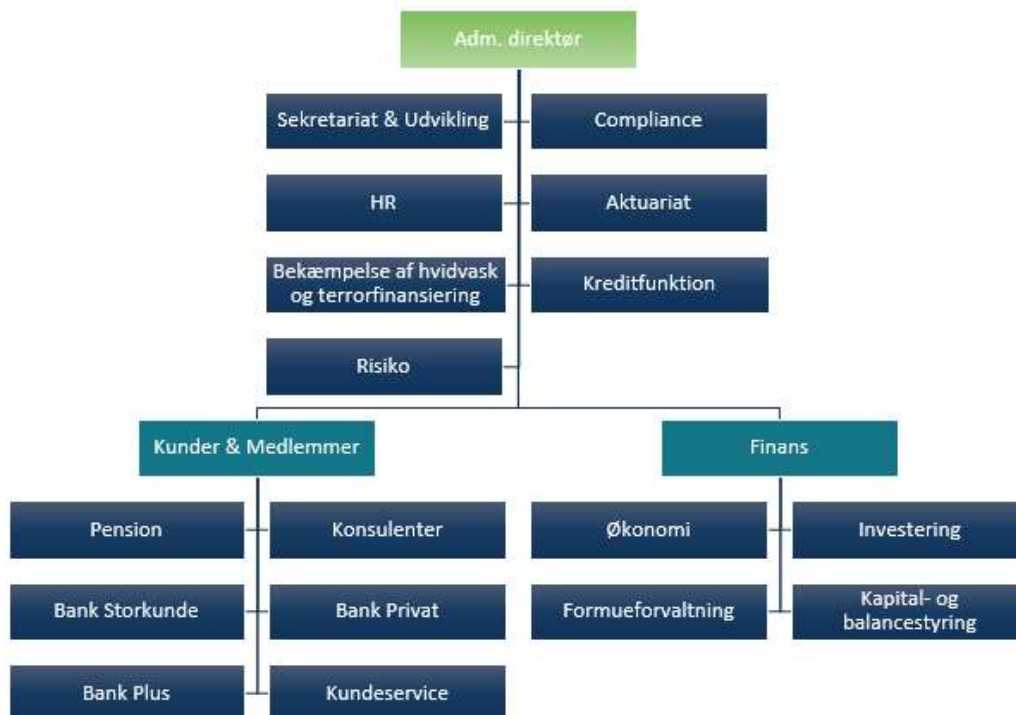 Adm. direktør
Sekretariat & Udvikling
Compliance
HR
Aktuariat
Bekæmpelse af hvidvask
og terrorfinansiering
Kreditfunktion
Risiko
Kunder & Medlemmer
Finans
Pension
Konsulenter
Økonomi
Investering
Bank Storkunde
Bank Privat
Formueforvaltning
Kapital- og
balancestyring
Bank Plus
Kundeservice